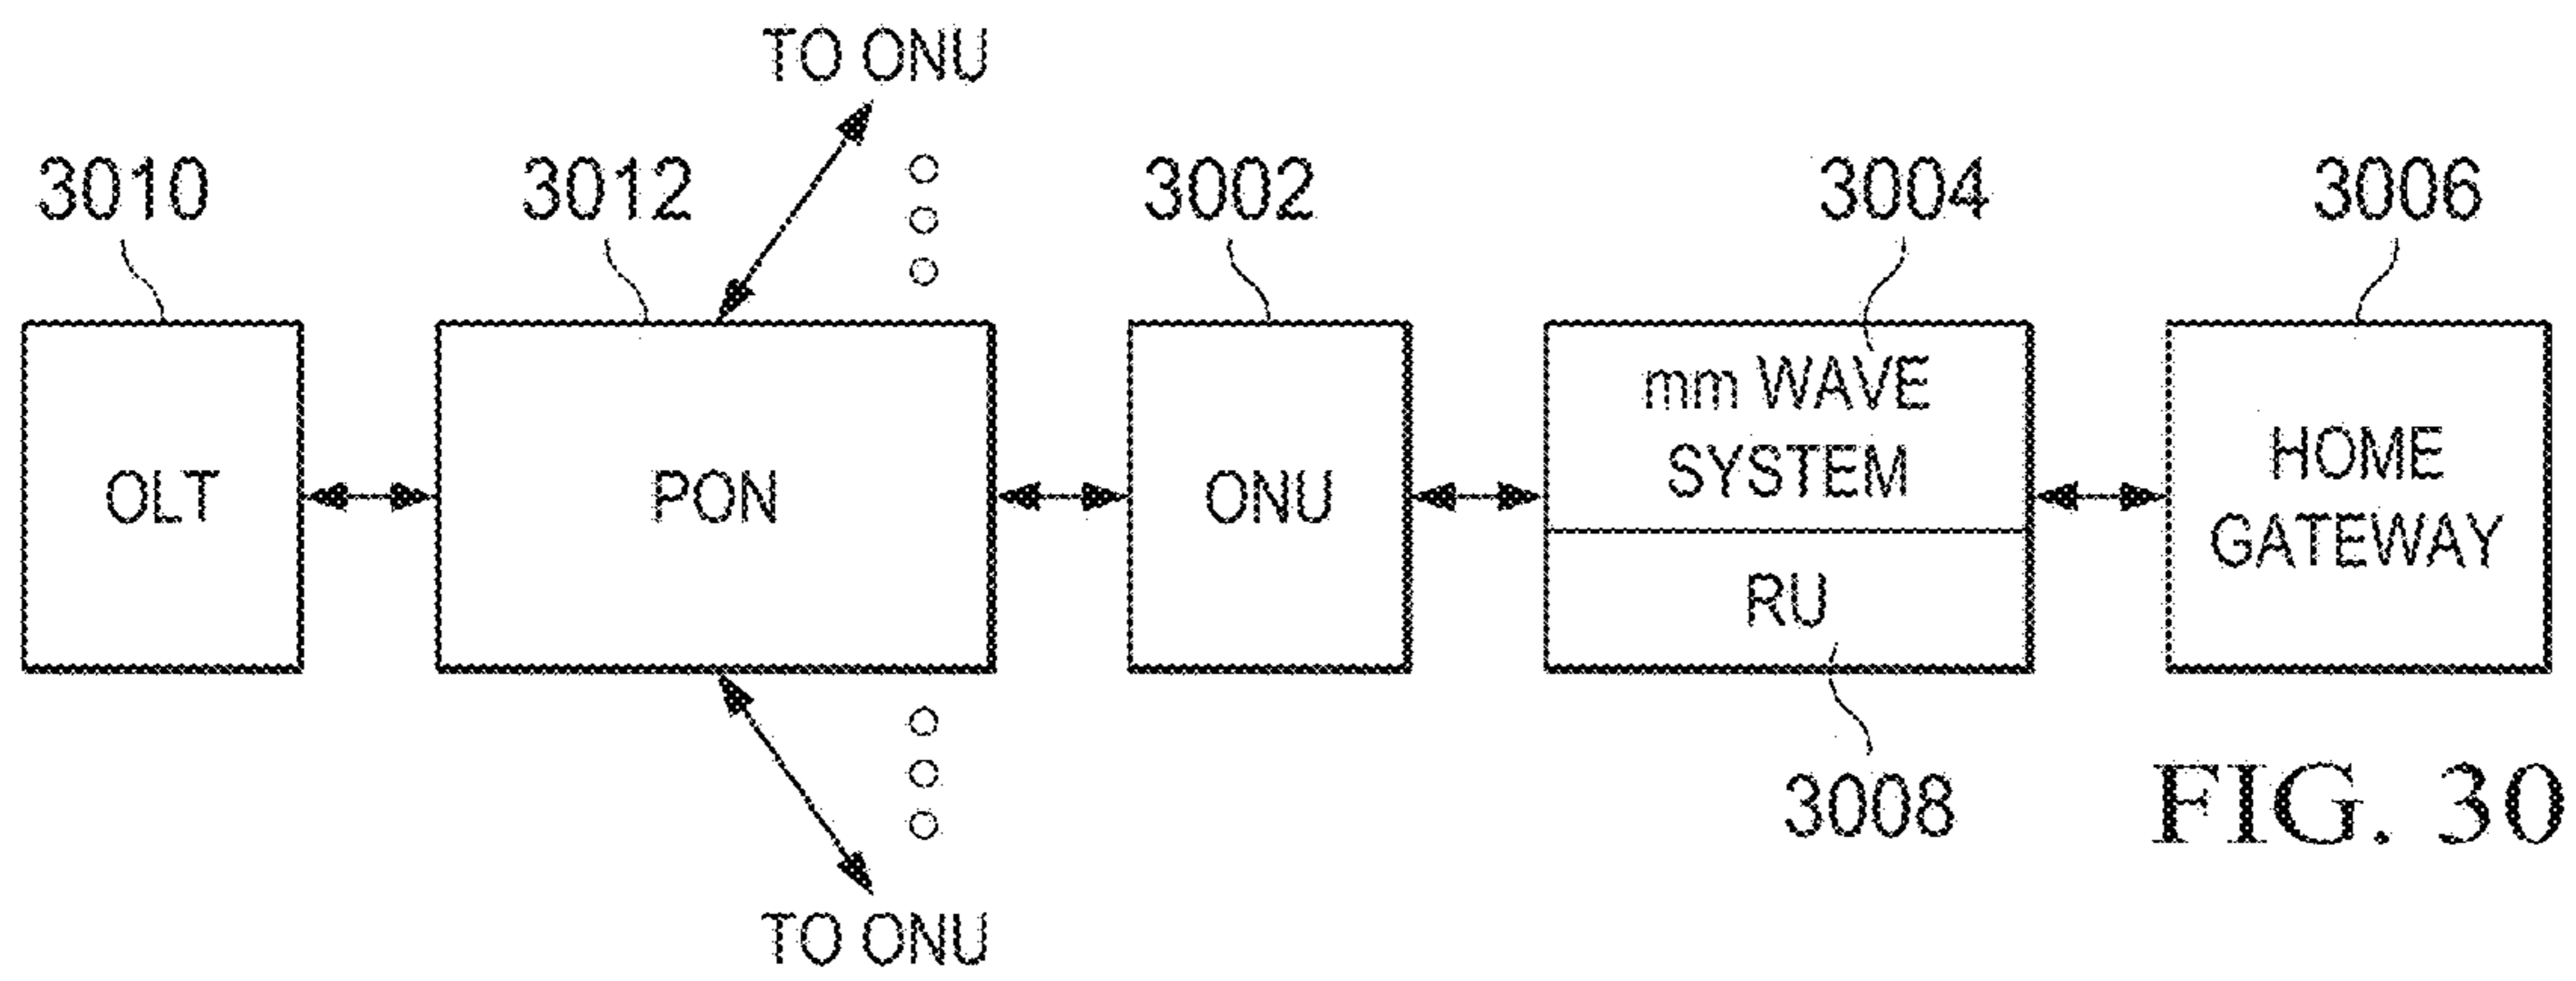 TO ONU
3010
3012
3002
3004
3006
OLT
PON
ONU
mm WAVE
SYSTEM
RU
HOME
GATEWAY
3008
FIG. 30
TO ONU